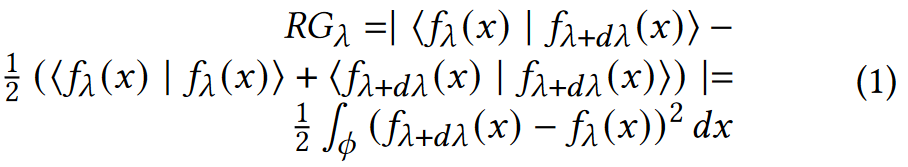 RG_λ =| ⟨f_λ(x) | f_{λ+dλ}(x)⟩ −
½ (⟨f_λ(x) | f_λ(x)⟩ + ⟨f_{λ+dλ}(x) | f_{λ+dλ}(x)⟩) |= (1)
½ ∫_ϕ (f_{λ+dλ}(x) − f_λ(x))² dx